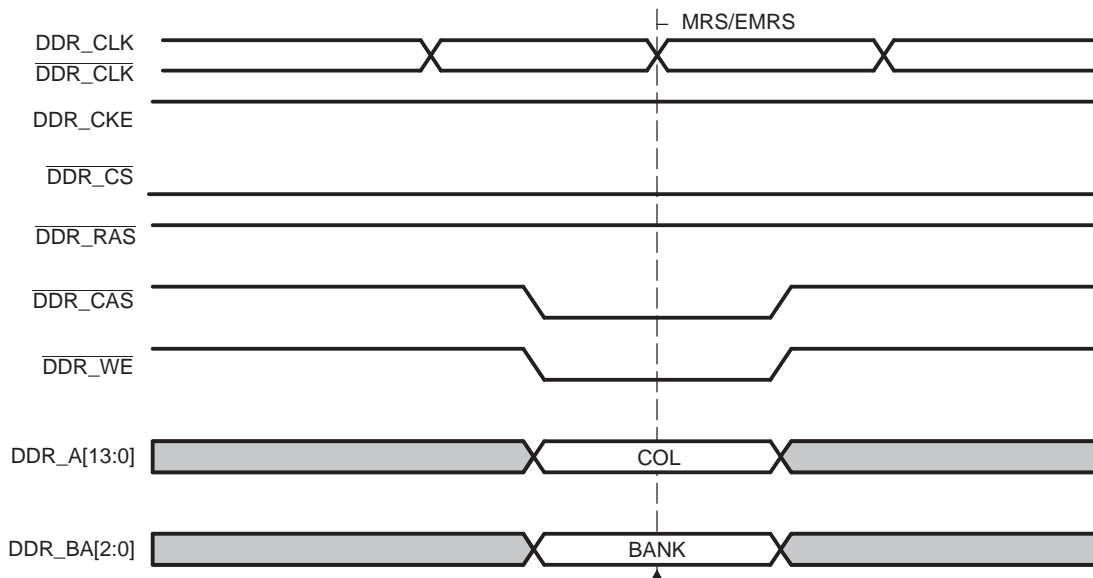 MRS/EMRS
DDR_CLK
DDR_CLK
DDR_CKE
DDR_CS
DDR_RAS
DDR_CAS
DDR_WE
DDR_A[13:0]
COL
DDR_BA[2:0]
BANK